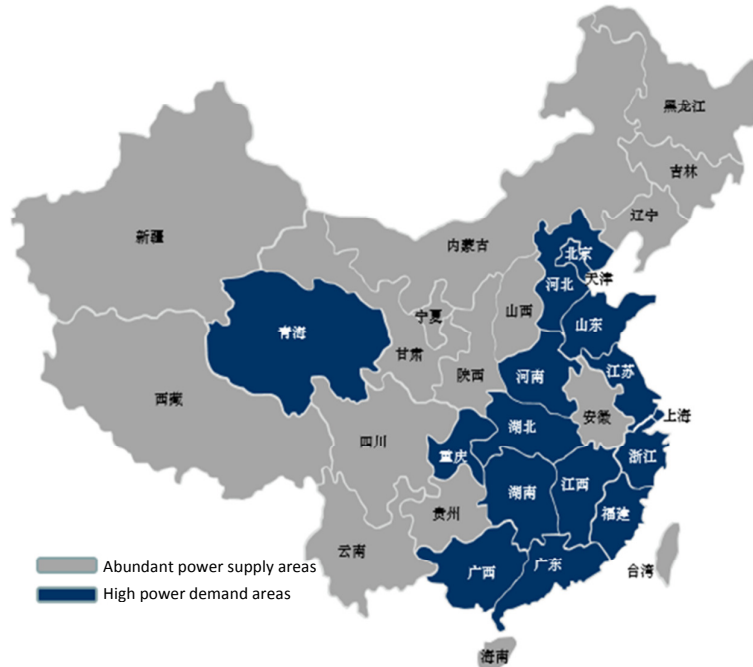 黑龙江
吉林
辽宁
新疆
内蒙古
北京
天津
河北
山西
宁夏
山东
青海
甘肃
陕西
河南
江苏
西藏
安徽
上海
四川
湖北
重庆
浙江
湖南
江西
贵州
福建
云南
广西
广东
台湾
海南
Abundant power supply areas
High power demand areas